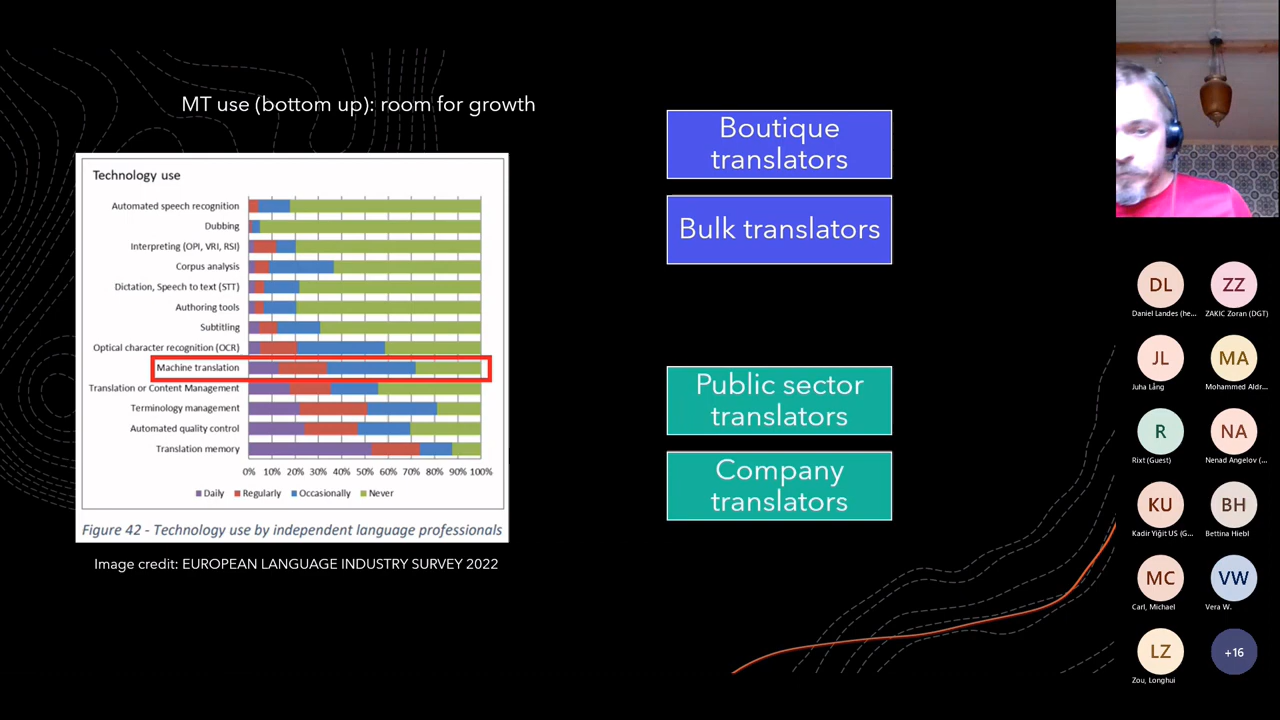 MT use (bottom up): room for growth
Technology use
Automated speech recognition
Dubbing
Interpreting (OPI, VRI, RSI)
Corpus analysis
Dictation, Speech to text (STT)
Authoring tools
Subtitling
Optical character recognition (OCR)
Machine translation
Translation or Content Management
Terminology management
Automated quality control
Translation memory
0% 10% 20% 30% 40% 50% 60% 70% 80% 90% 100%
Daily Regularly Occasionally Never
Figure 42 - Technology use by independent language professionals
Image credit: EUROPEAN LANGUAGE INDUSTRY SURVEY 2022
Boutique
translators
Bulk translators
Public sector
translators
Company
translators
DL ZZ
Daniel Landes (he... ZAKIC Zoran (DGT)
JL MA
Juha Lång Mohammed Aldr...
R NA
Rixt (Guest) Nenad Angelov (...
KU BH
Kadir Yiğit US (G... Bettina Hiebl
MC VW
Carl, Michael Vera W.
LZ +16
Zou, Longhui